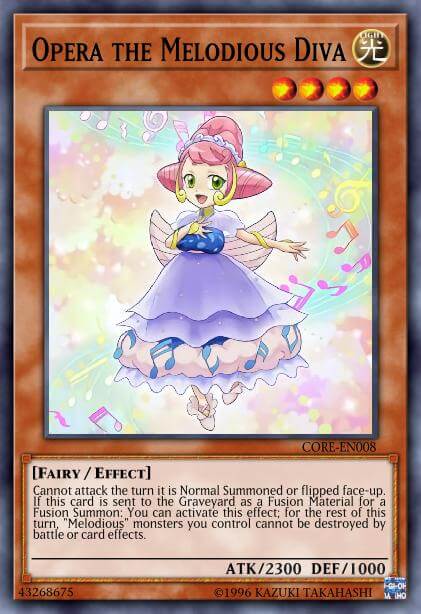 Opera the Melodious Diva
LIGHT
光
CORE-EN008
[Fairy / Effect]
Cannot attack the turn it is Normal Summoned or flipped face-up.
If this card is sent to the Graveyard as a Fusion Material for a
Fusion Summon: You can activate this effect; for the rest of
this turn, "Melodious" monsters you control cannot be destroyed by
battle or card effects.
ATK/2300 DEF/1000
43268675 ©1996 KAZUKI TAKAHASHI